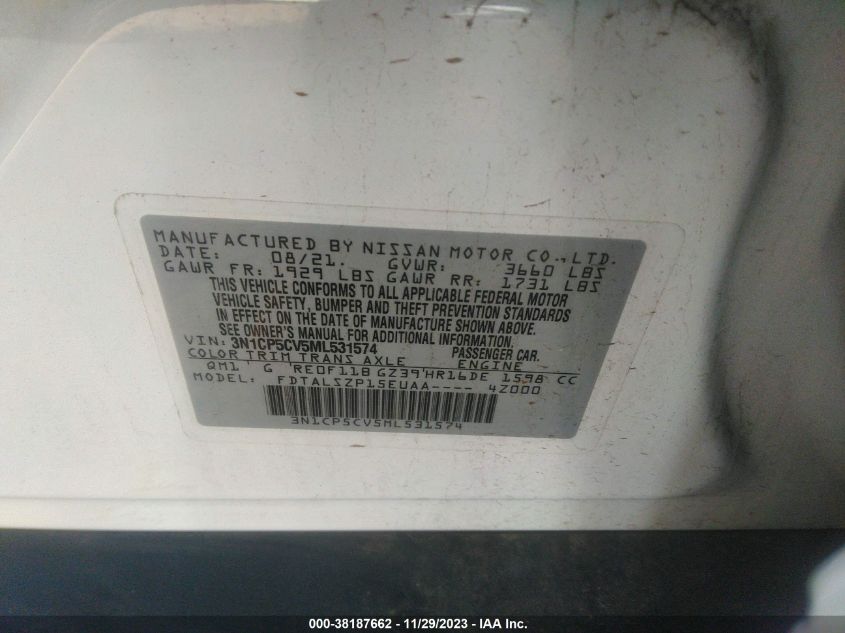 MANUFACTURED BY NISSAN MOTOR CO.,LTD.
DATE: 08/21. GVWR: 3660 LBS
GAWR FR: 1929 LBS GAWR RR: 1731 LBS
THIS VEHICLE CONFORMS TO ALL APPLICABLE FEDERAL MOTOR
VEHICLE SAFETY, BUMPER AND THEFT PREVENTION STANDARDS
IN EFFECT ON THE DATE OF MANUFACTURE SHOWN ABOVE.
SEE OWNER'S MANUAL FOR ADDITIONAL INFORMATION.
VIN: 3N1CP5CV5ML531574 PASSENGER CAR.
COLOR TRIM TRANS AXLE ENGINE
QM1 G RE0F11B GZ39 HR16DE 1598 CC
MODEL: FDTALSZP15EUAA---- 4Z000
3N1CP5CV5ML531574
000-38187662 - 11/29/2023 - IAA Inc.